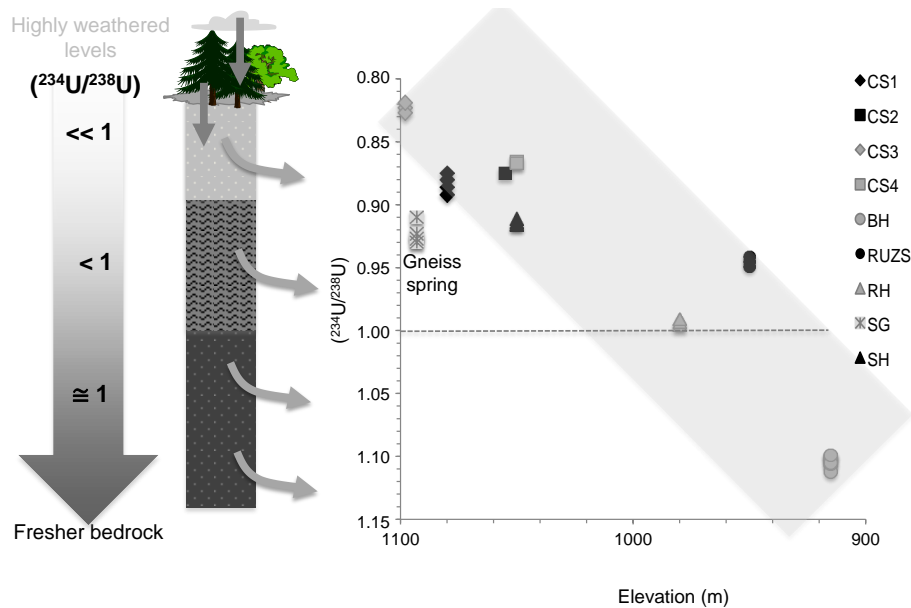 Highly weathered
levels
(²³⁴U/²³⁸U)
<< 1
< 1
≅ 1
Fresher bedrock
(²³⁴U/²³⁸U)
0.80
0.85
0.90
0.95
1.00
1.05
1.10
1.15
1100
1000
900
Elevation (m)
Gneiss
spring
CS1
CS2
CS3
CS4
BH
RUZS
RH
SG
SH